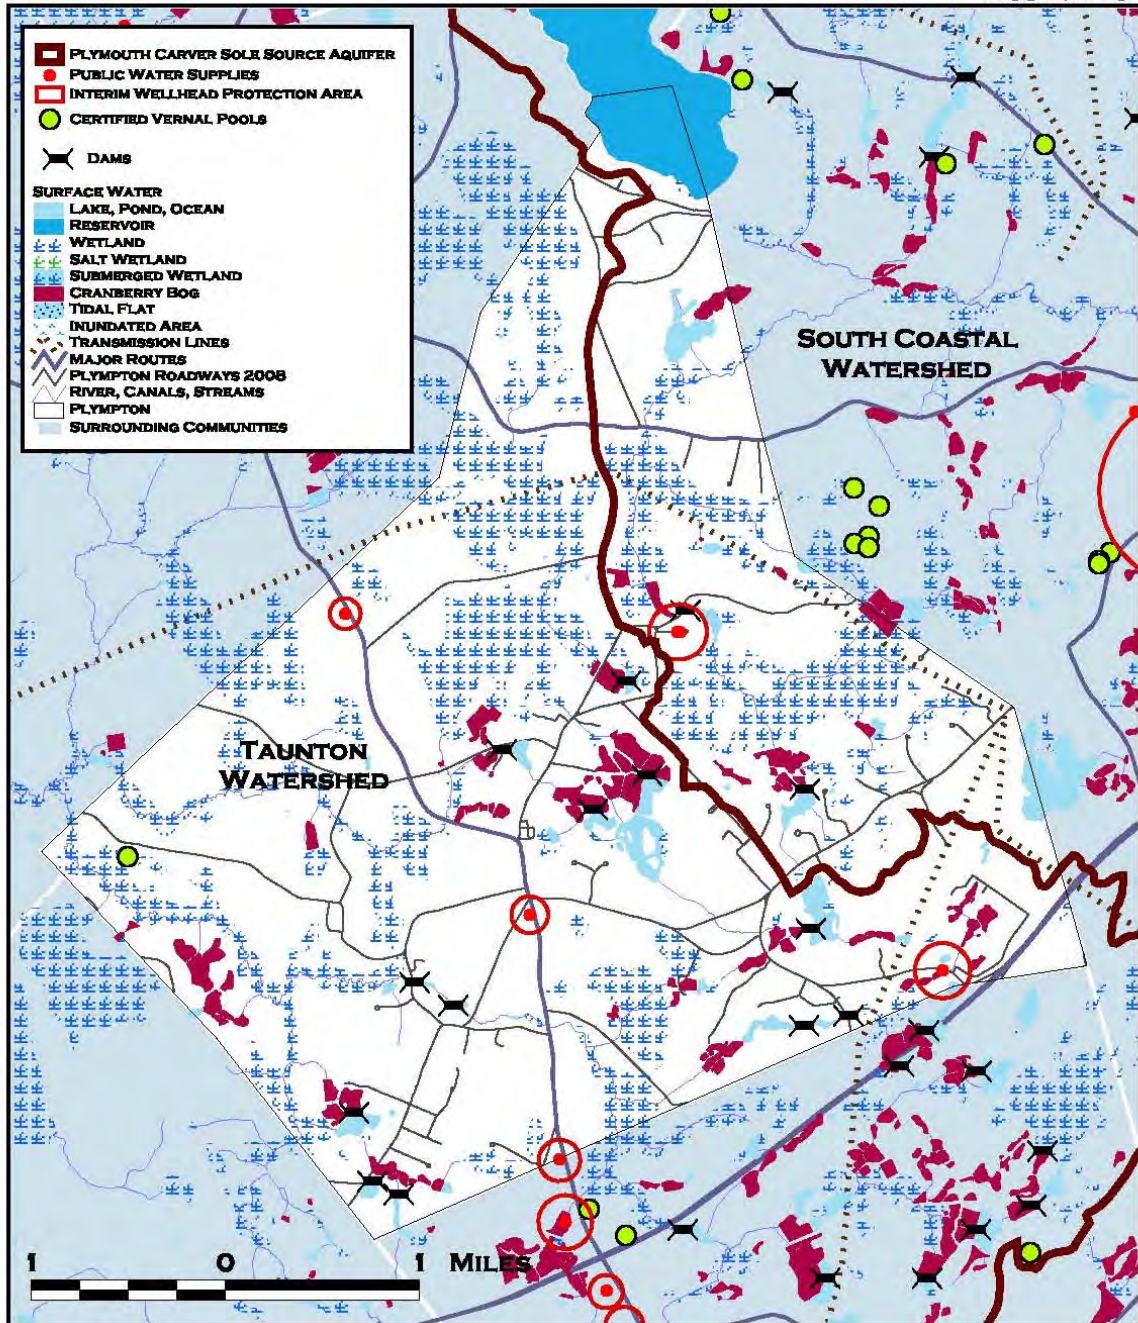 PLYMOUTH CARVER SOLE SOURCE AQUIFER
PUBLIC WATER SUPPLIES
INTERIM WELLHEAD PROTECTION AREA
CERTIFIED VERNAL POOLS
DAMS
SURFACE WATER
LAKE, POND, OCEAN
RESERVOIR
WETLAND
SALT WETLAND
SUBMERGED WETLAND
CRANBERRY BOG
TIDAL FLAT
INUNDATED AREA
TRANSMISSION LINES
MAJOR ROUTES
PLYMPTON ROADWAYS 2008
RIVER, CANALS, STREAMS
PLYMPTON
SURROUNDING COMMUNITIES
SOUTH COASTAL
WATERSHED
TAUNTON
WATERSHED
1 0 1 MILES